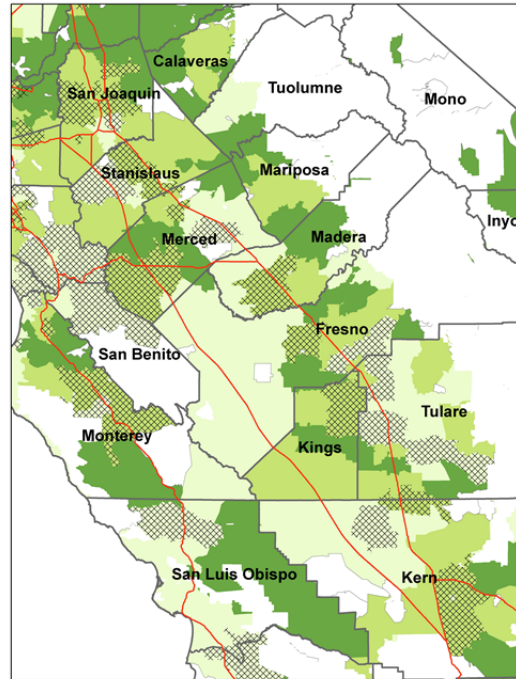 Calaveras
San Joaquin
Tuolumne
Mono
Stanislaus
Mariposa
Inyo
Merced
Madera
Fresno
San Benito
Tulare
Monterey
Kings
San Luis Obispo
Kern